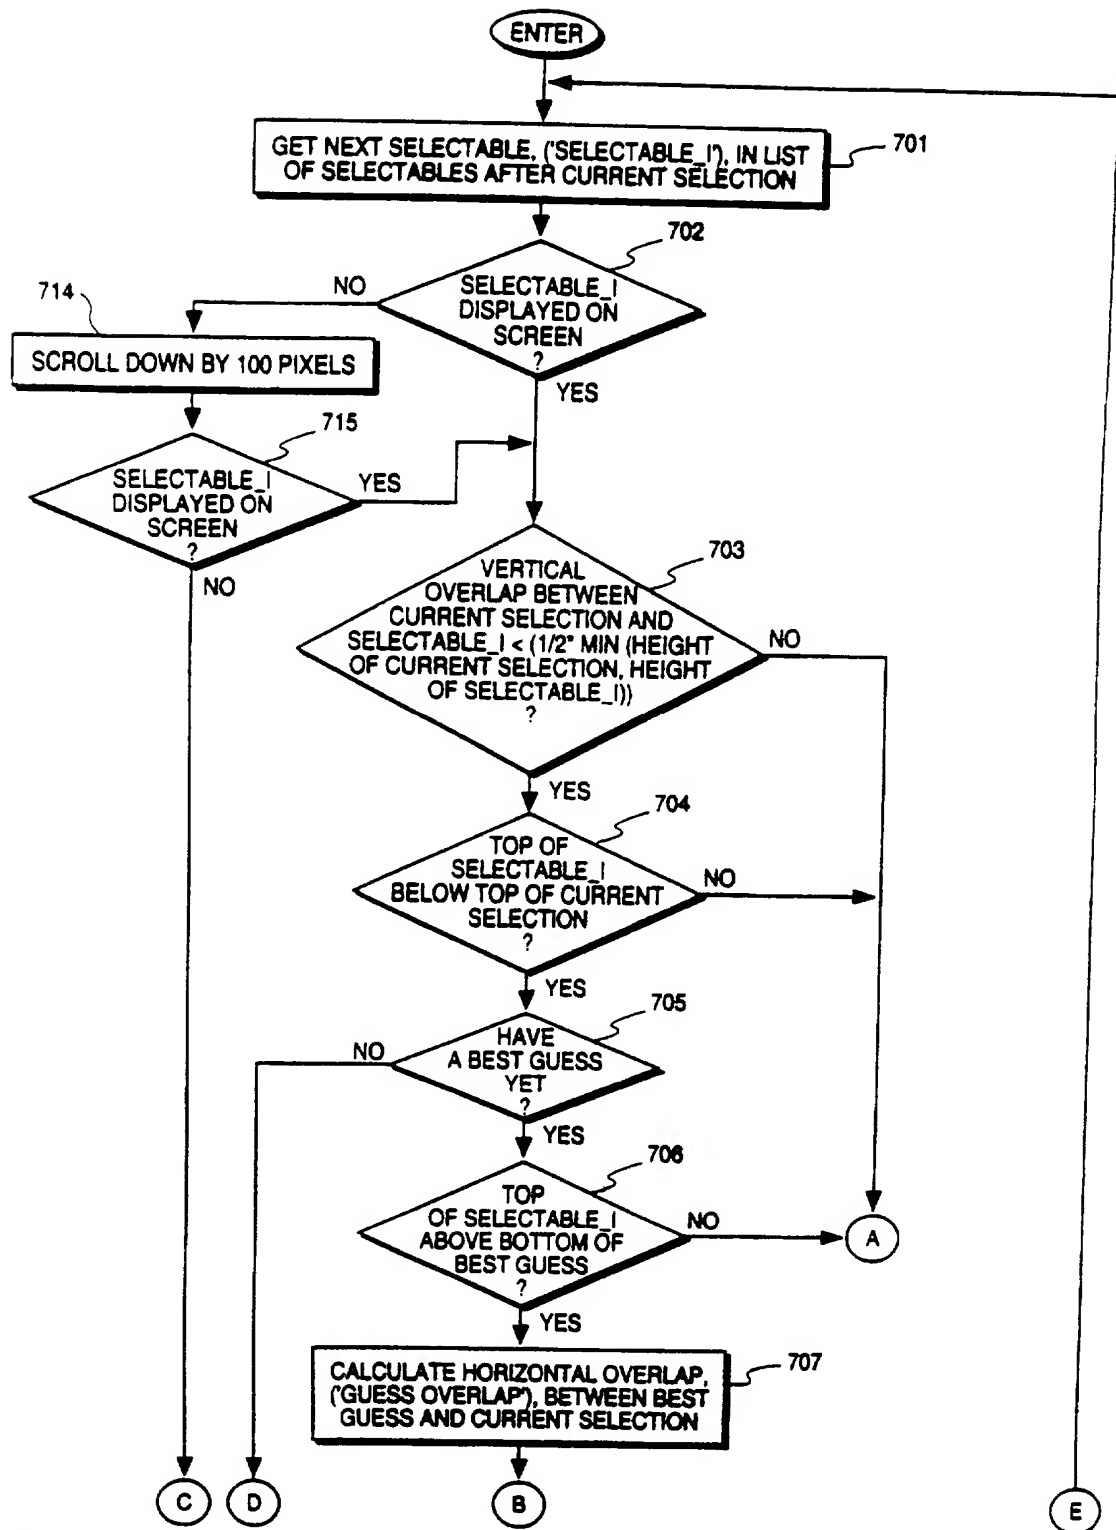 ENTER
GET NEXT SELECTABLE, ('SELECTABLE_I'), IN LIST
OF SELECTABLES AFTER CURRENT SELECTION
701
702
SELECTABLE_I
DISPLAYED ON
SCREEN
?
NO
YES
714
SCROLL DOWN BY 100 PIXELS
715
SELECTABLE_I
DISPLAYED ON
SCREEN
?
YES
NO
703
VERTICAL
OVERLAP BETWEEN
CURRENT SELECTION AND
SELECTABLE_I < (1/2* MIN (HEIGHT
OF CURRENT SELECTION, HEIGHT
OF SELECTABLE_I))
?
NO
YES
704
TOP OF
SELECTABLE_I
BELOW TOP OF CURRENT
SELECTION
?
NO
YES
705
HAVE
A BEST GUESS
YET
?
NO
YES
706
TOP
OF SELECTABLE_I
ABOVE BOTTOM OF
BEST GUESS
?
NO
A
YES
707
CALCULATE HORIZONTAL OVERLAP,
('GUESS OVERLAP'), BETWEEN BEST
GUESS AND CURRENT SELECTION
C
D
B
E